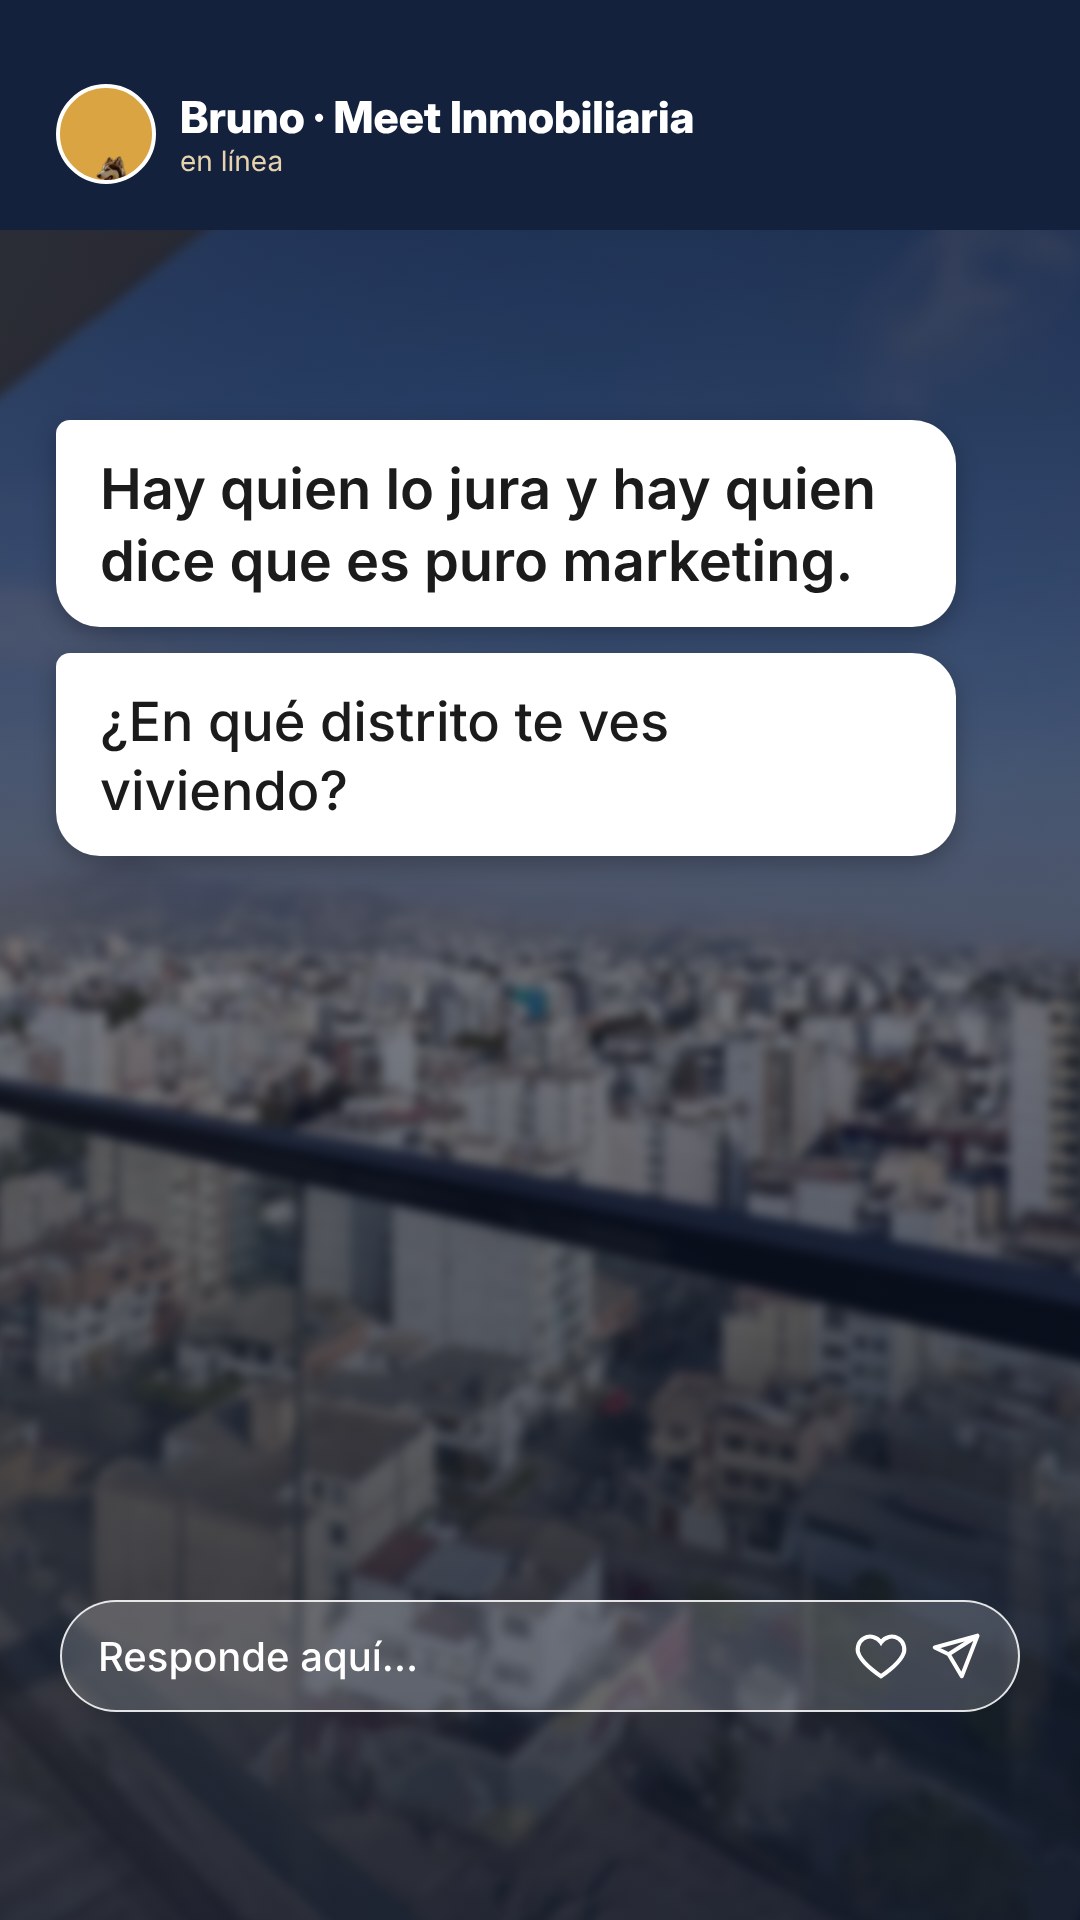 Bruno · Meet Inmobiliaria
en línea
Hay quien lo jura y hay quien
dice que es puro marketing.
¿En qué distrito te ves
viviendo?
Responde aquí...